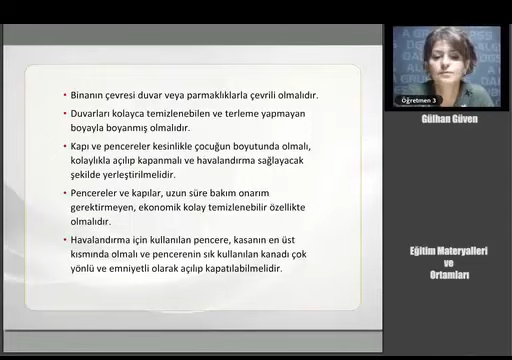 • Binanın çevresi duvar veya parmaklıklarla çevrili olmalıdır.
• Duvarları kolayca temizlenebilen ve terleme yapmayan
boyayla boyanmış olmalıdır.
• Kapı ve pencereler kesinlikle çocuğun boyutunda olmalı,
kolaylıkla açılıp kapanmalı ve havalandırma sağlayacak
şekilde yerleştirilmelidir.
• Pencereler ve kapılar, uzun süre bakım onarım
gerektirmeyen, ekonomik kolay temizlenebilir özellikte
olmalıdır.
• Havalandırma için kullanılan pencere, kasanın en üst
kısmında olmalı ve pencerenin sık kullanılan kanadı çok
yönlü ve emniyetli olarak açılıp kapatılabilmelidir.
Öğretmen 3
Gülhan Güven
Eğitim Materyalleri
ve
Ortamları